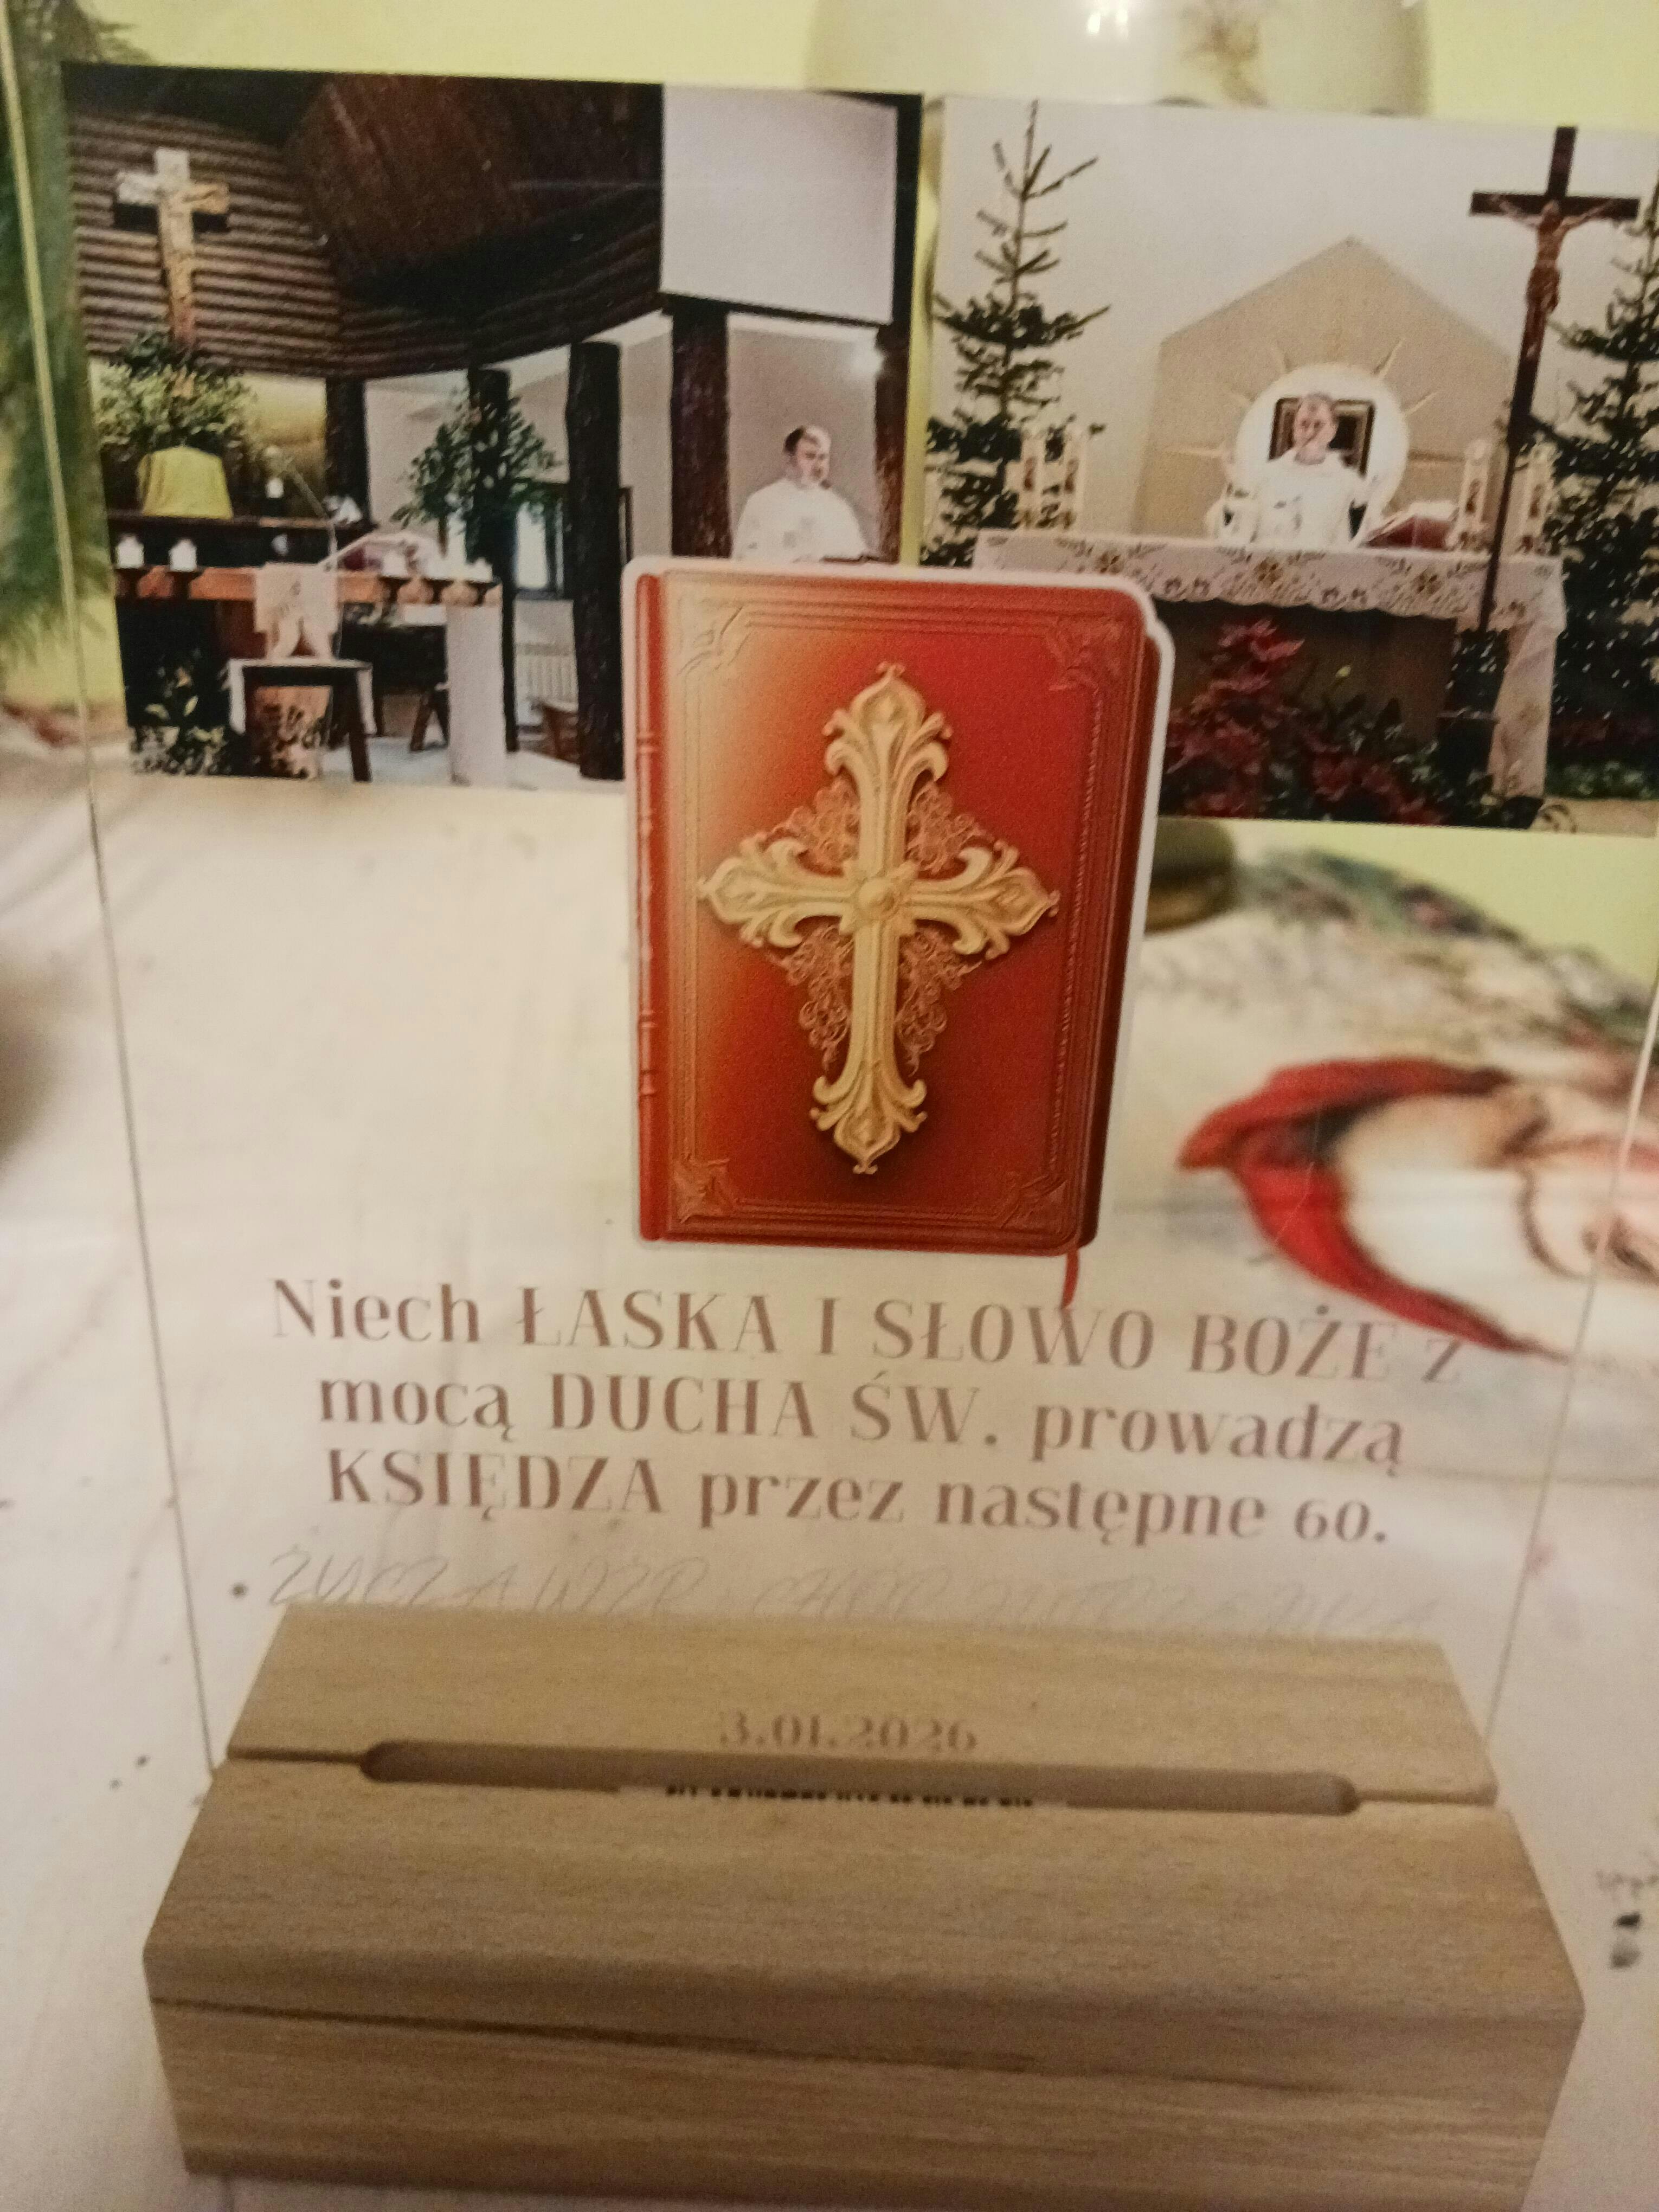 Niech ŁASKA I SŁOWO BOŻE z
mocą DUCHA ŚW. prowadzą
KSIĘDZA przez następne 60.
3.01.2026